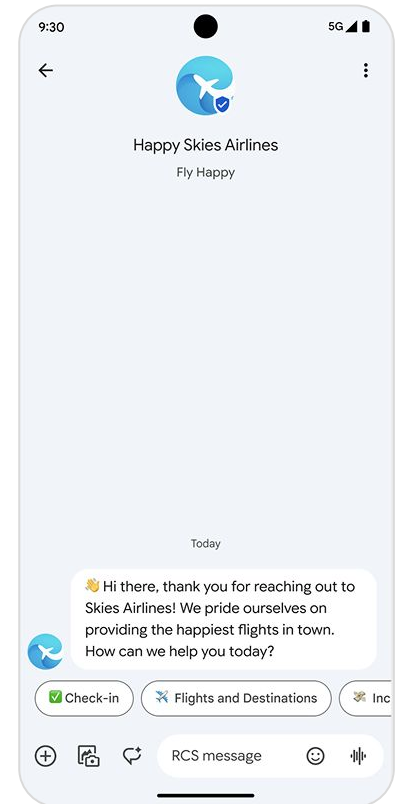 9:30 5G
Happy Skies Airlines
Fly Happy
Today
👋 Hi there, thank you for reaching out to
Skies Airlines! We pride ourselves on
providing the happiest flights in town.
How can we help you today?
✅ Check-in ✈️ Flights and Destinations 💸 Inc
RCS message